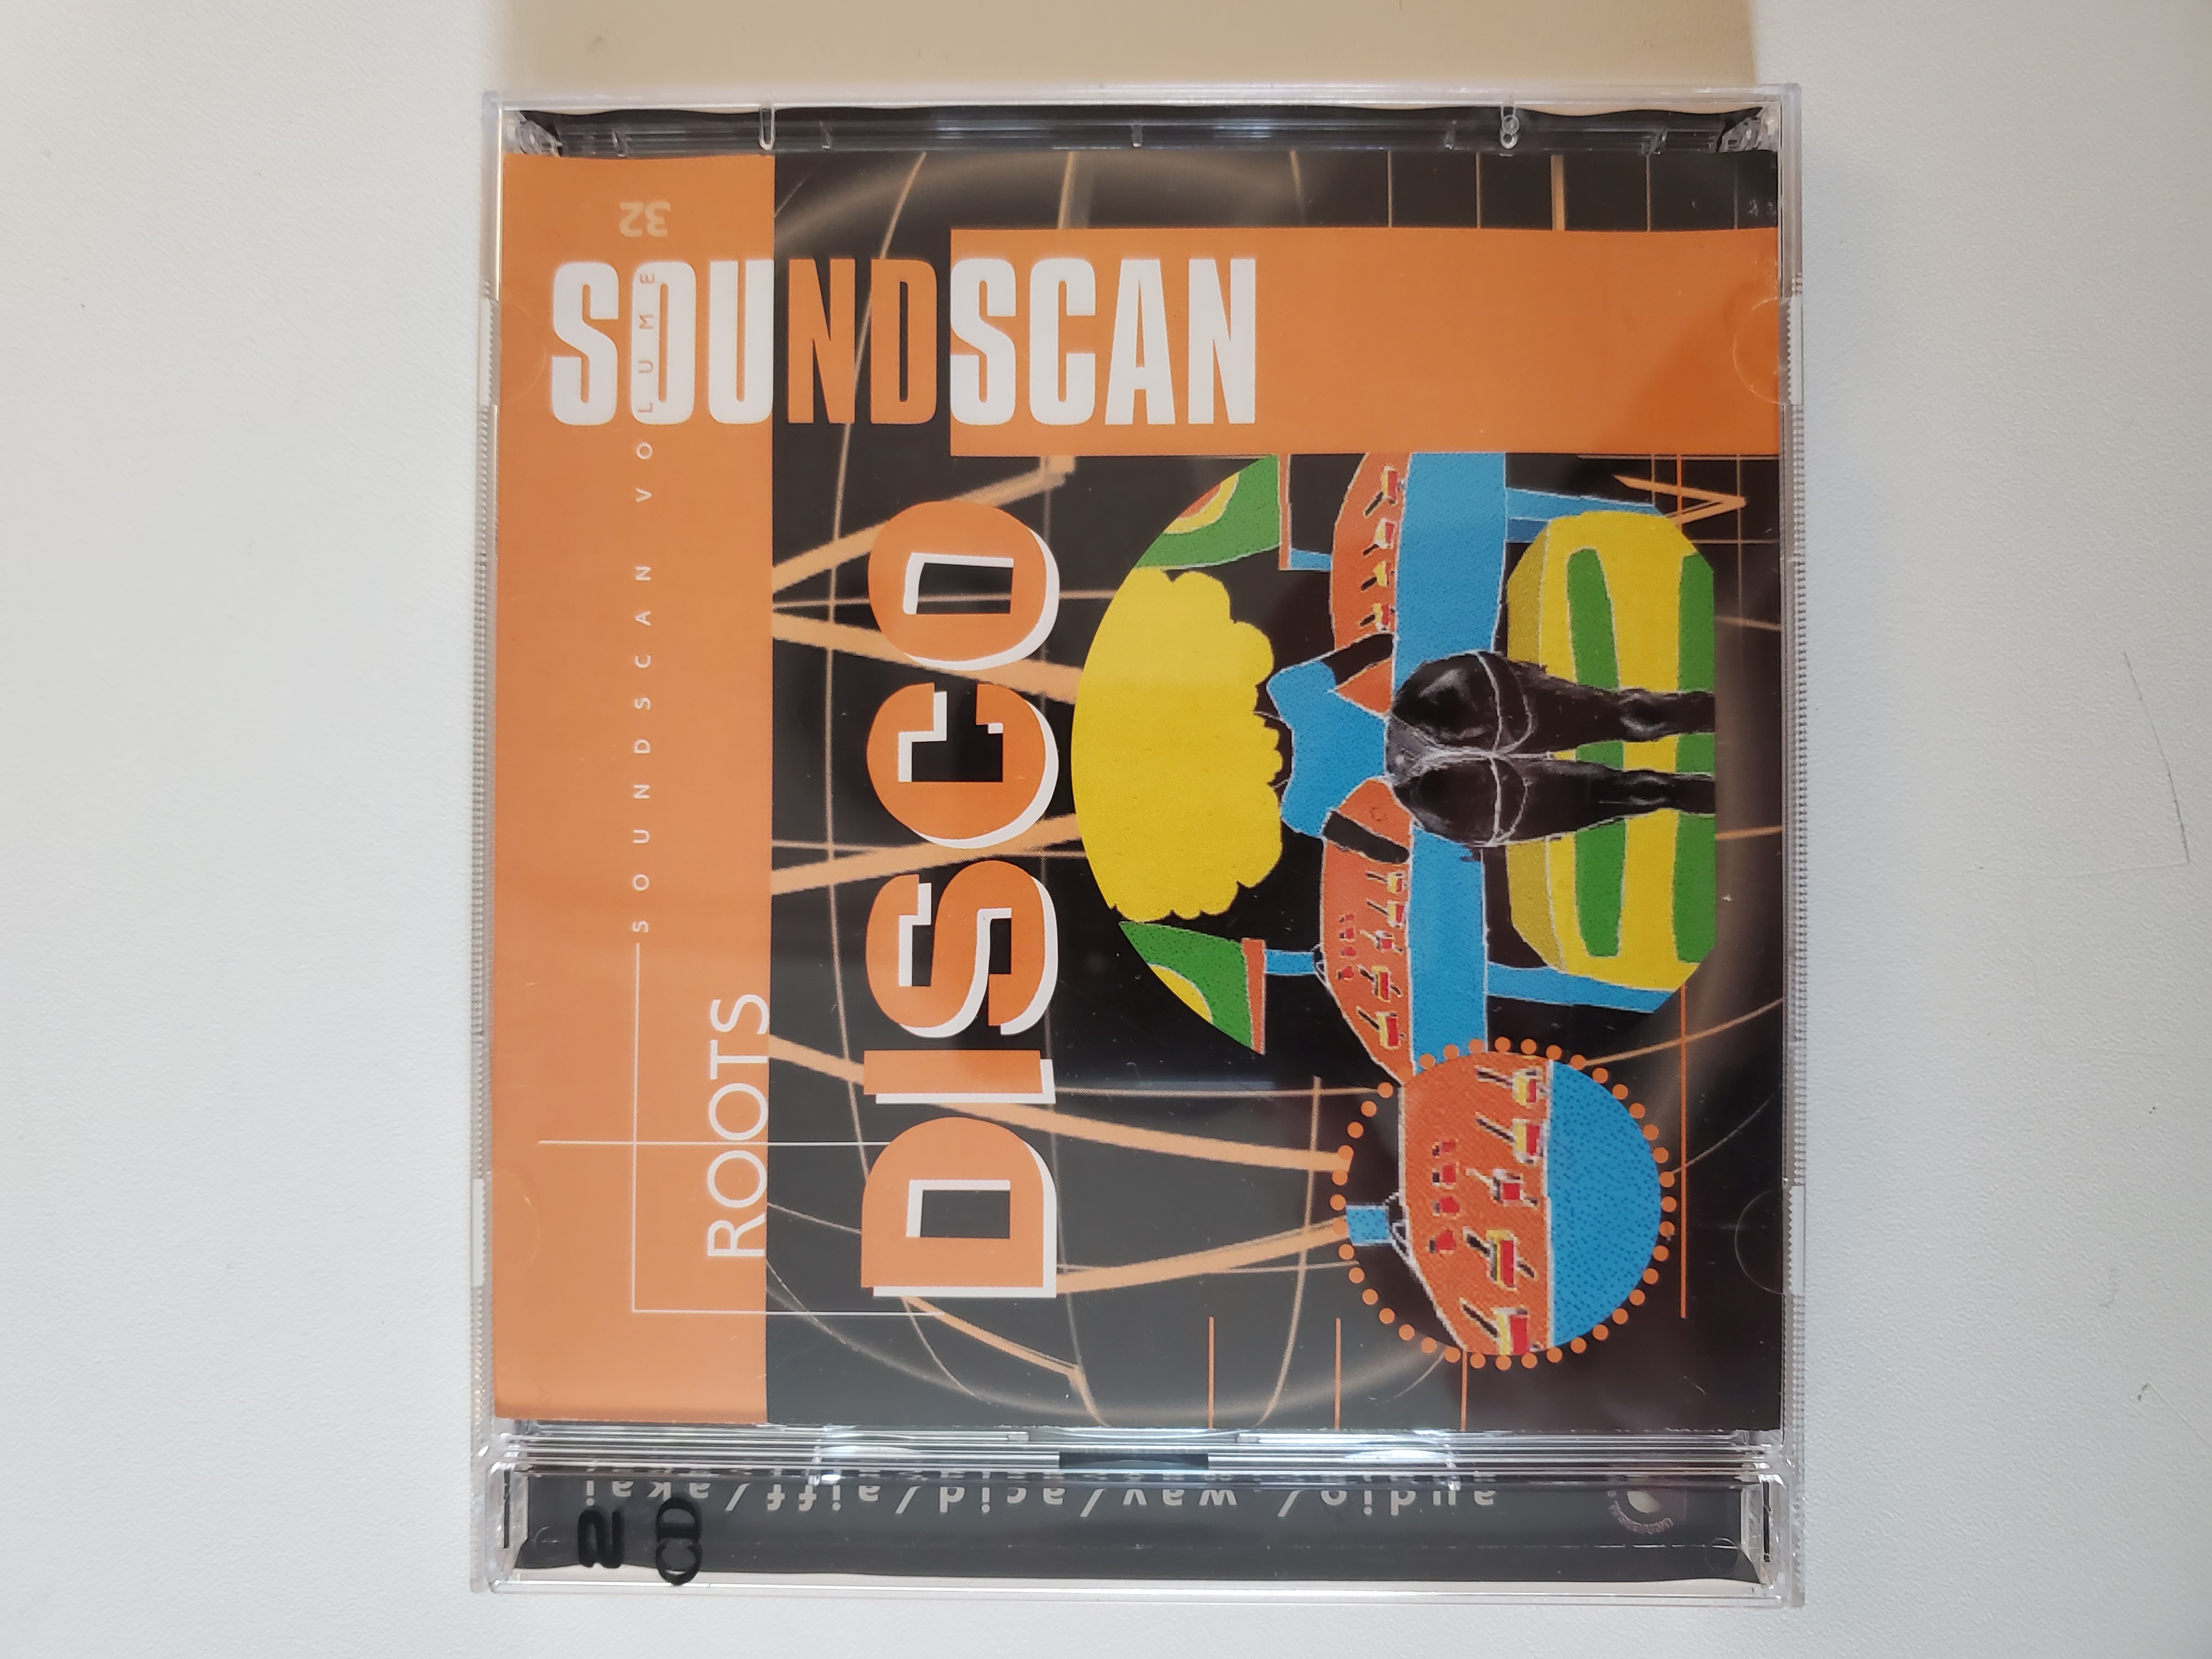 SOUNDSCAN
SOUNDSCAN VOLUME 32
ROOTS
DISCO
audio/wav/acid/aiff/akai
2
CD